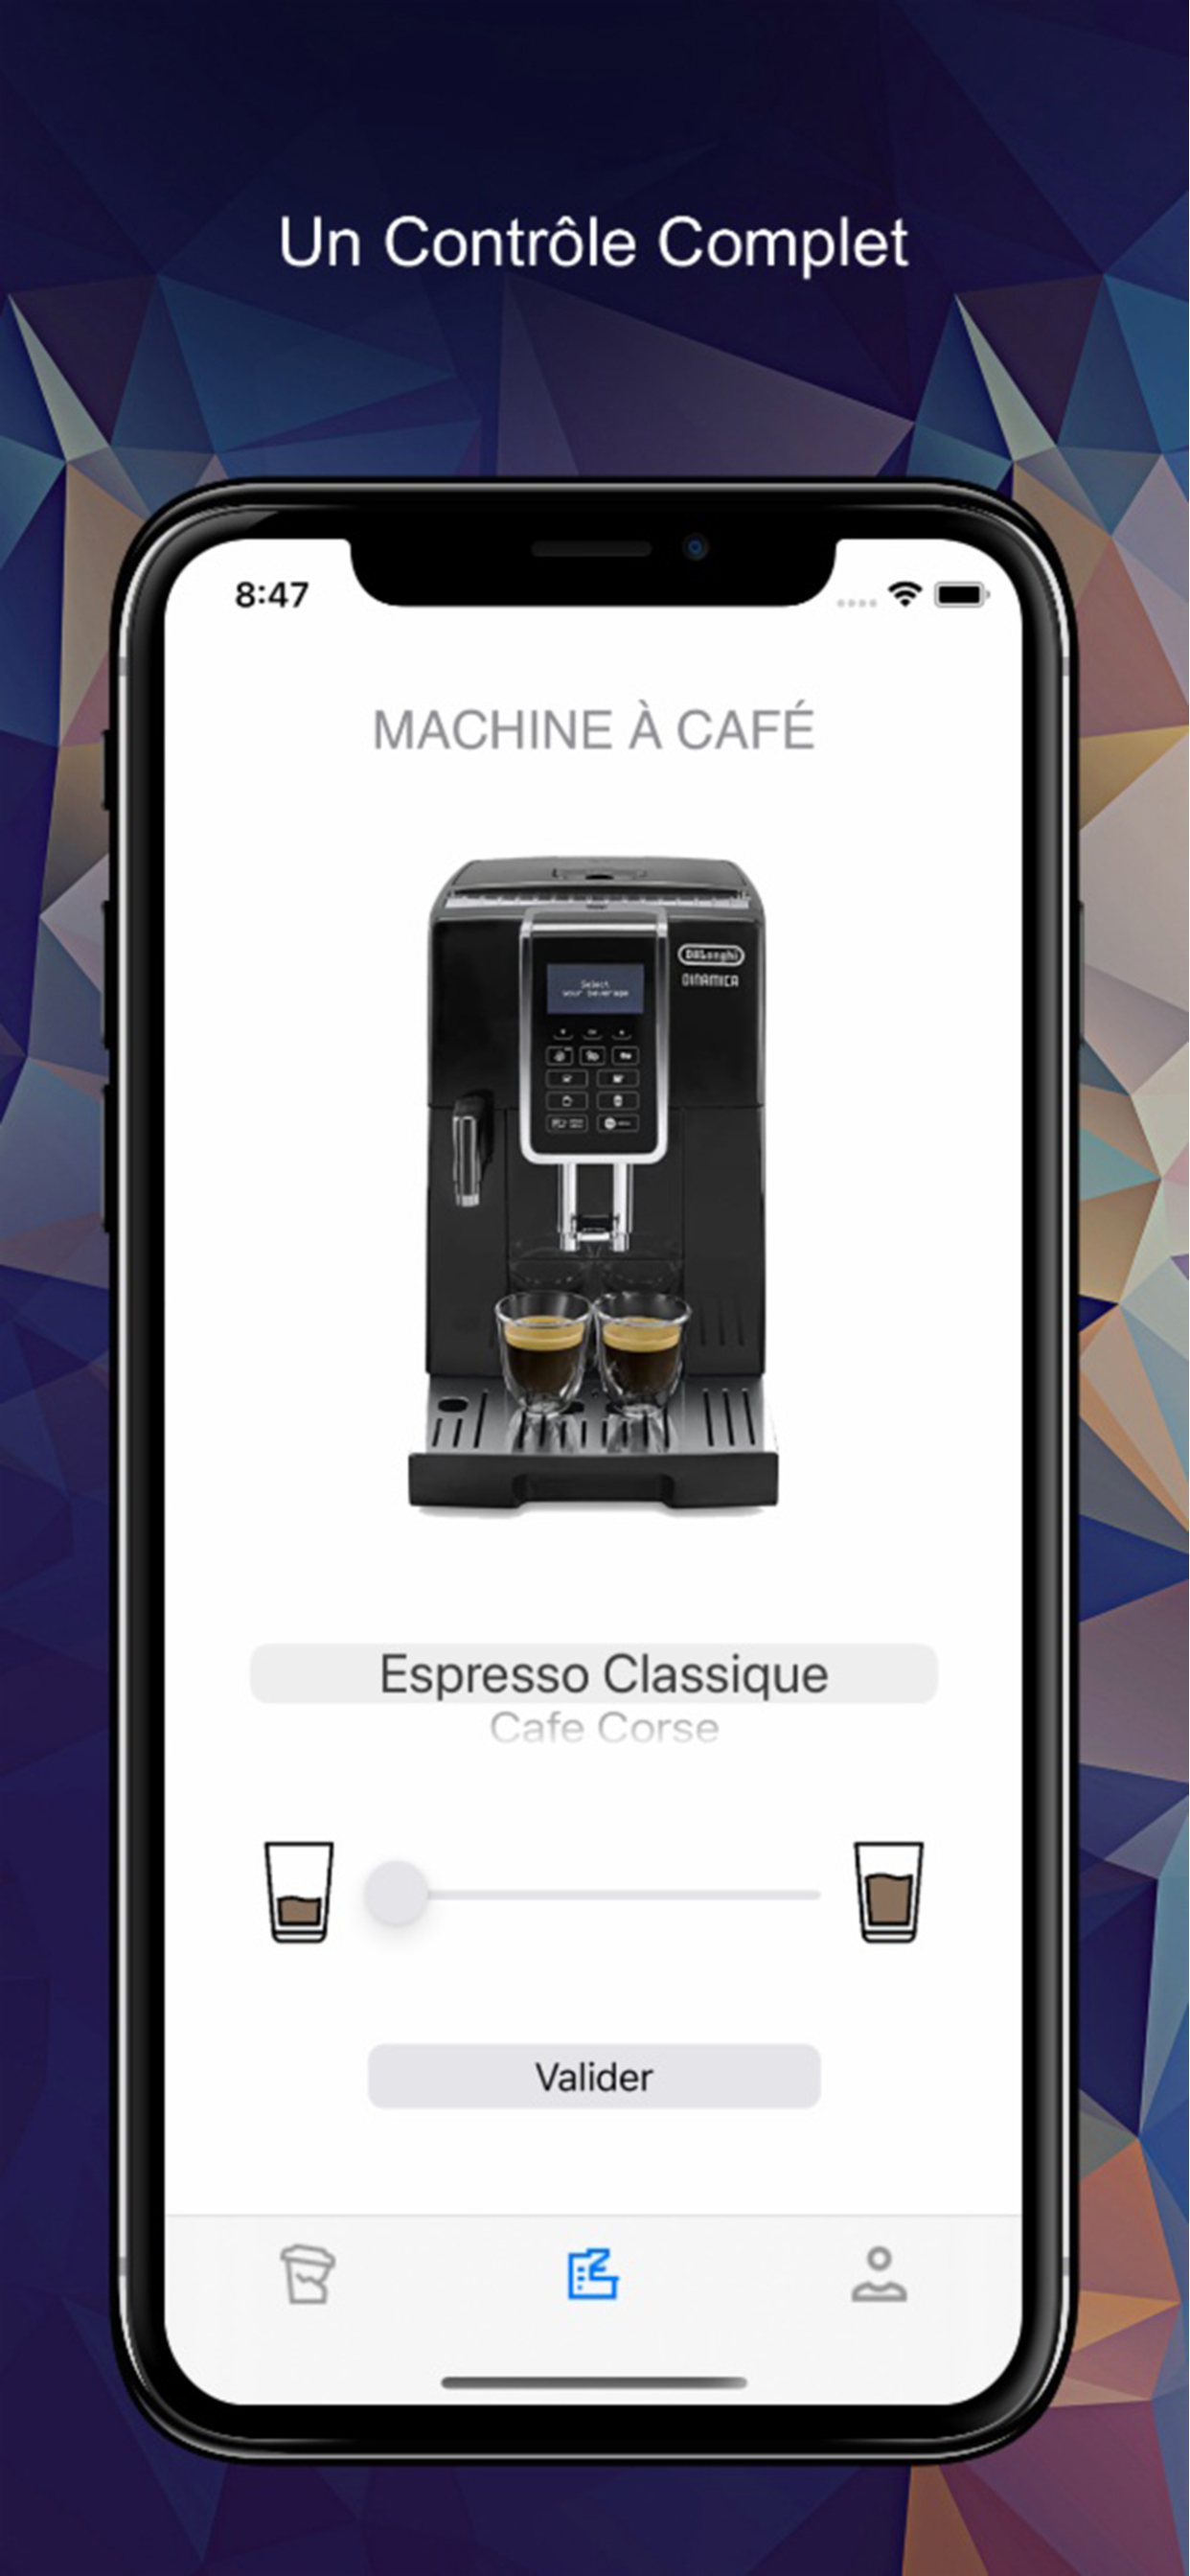 Un Contrôle Complet
8:47
MACHINE À CAFÉ
DeLonghi
DINAMICA
Select
your beverage
Espresso Classique
Cafe Corse
Valider